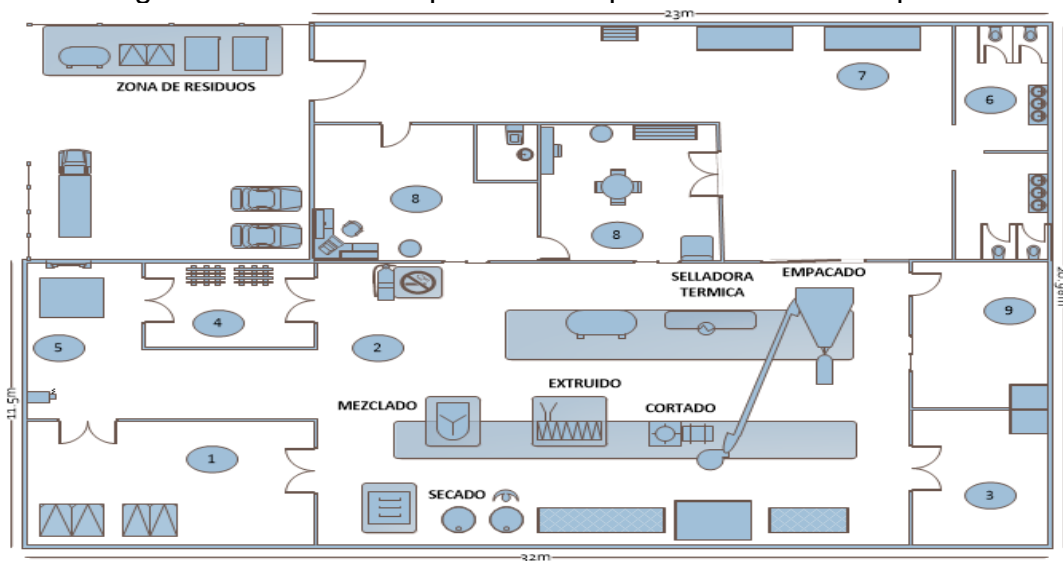 23m
ZONA DE RESIDUOS
7
6
8
8
SELLADORA
TERMICA
EMPACADO
9
4
5
2
11.5m
MEZCLADO
EXTRUIDO
CORTADO
1
SECADO
3
32m